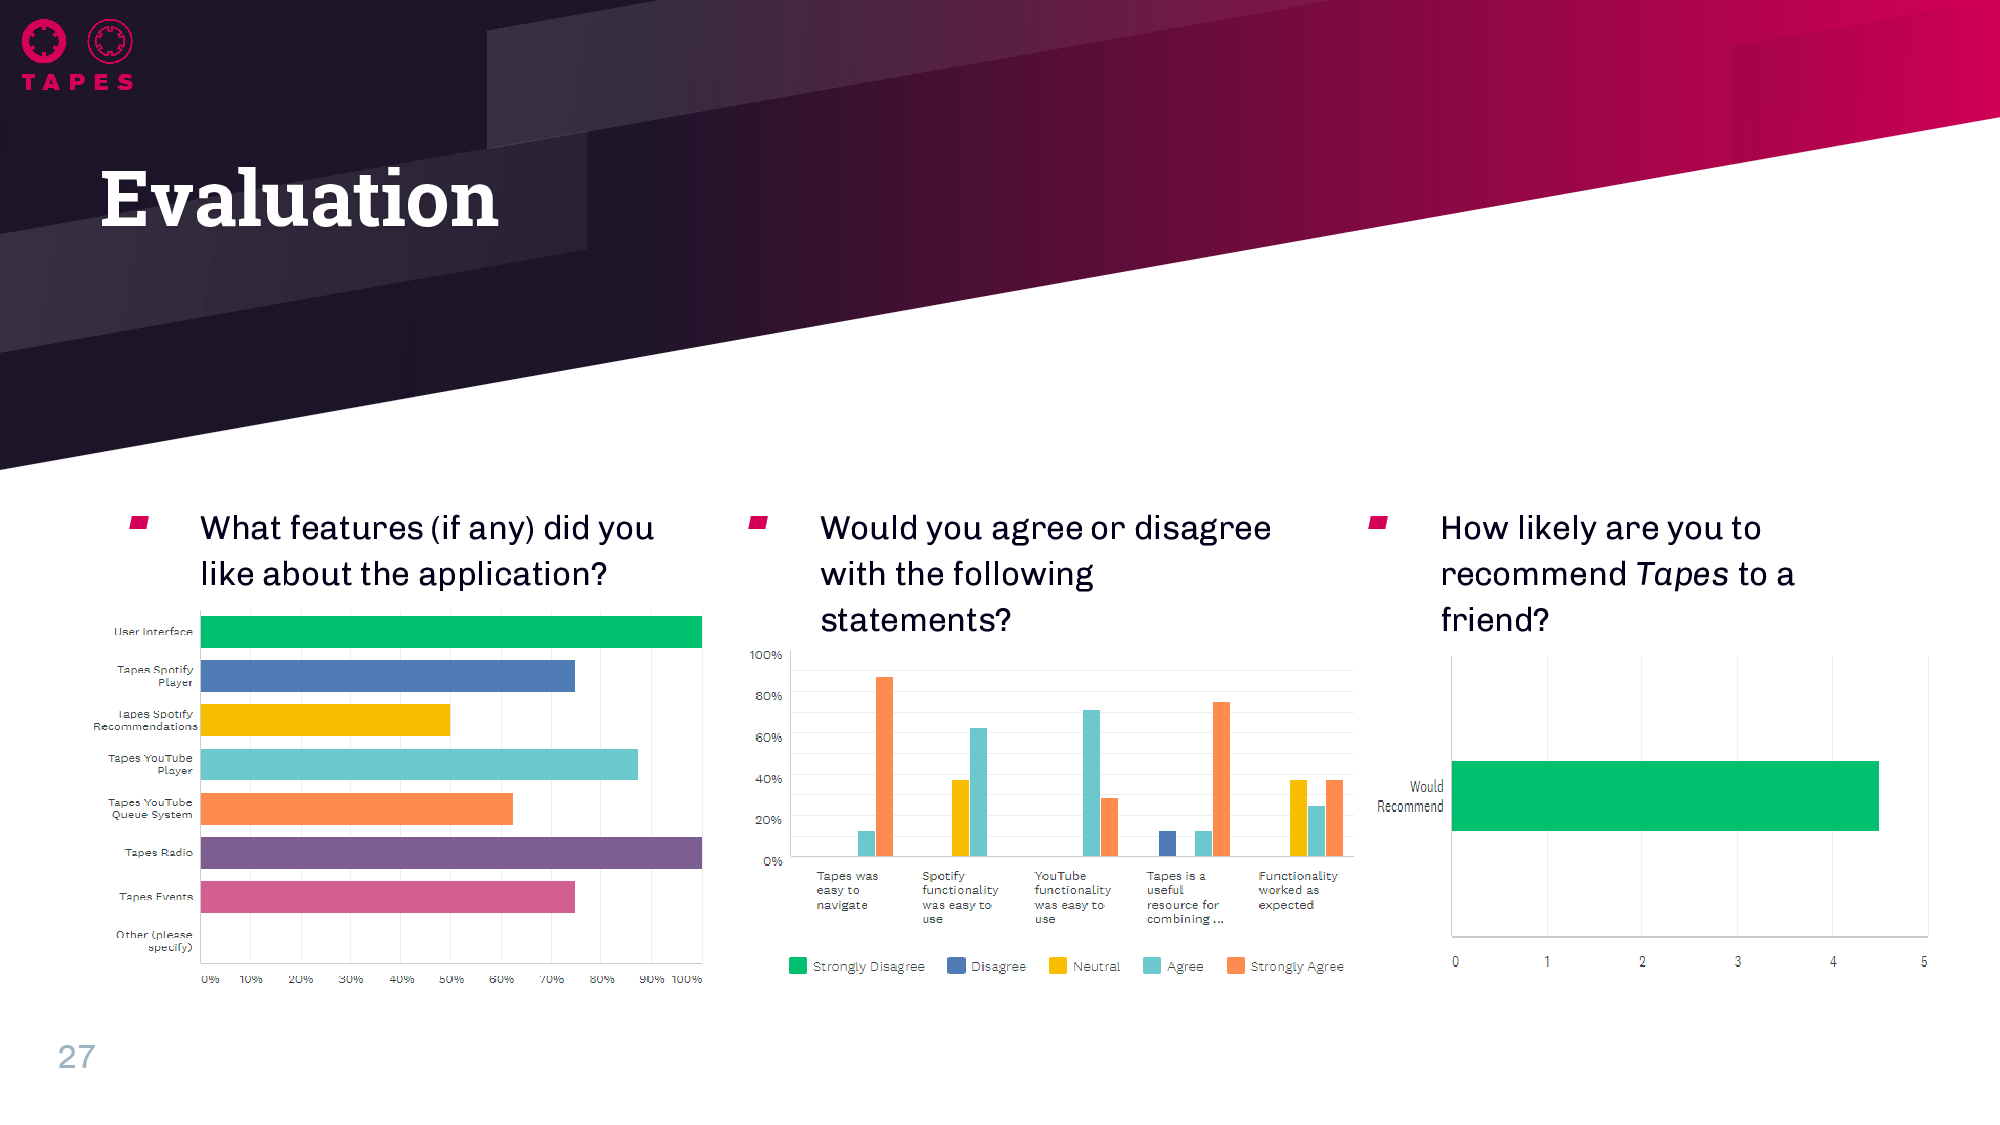 TAPES
Evaluation
What features (if any) did you
like about the application?
User Interface
Tapes Spotify
Player
Tapes Spotify
Recommendations
Tapes YouTube
Player
Tapes YouTube
Queue System
Tapes Radio
Tapes Events
Other (please
specify)
0% 10% 20% 30% 40% 50% 60% 70% 80% 90% 100%
Would you agree or disagree
with the following
statements?
100%
80%
60%
40%
20%
0%
Tapes was
easy to
navigate
Spotify
functionality
was easy to
use
YouTube
functionality
was easy to
use
Tapes is a
useful
resource for
combining ...
Functionality
worked as
expected
Strongly Disagree Disagree Neutral Agree Strongly Agree
How likely are you to
recommend Tapes to a
friend?
Would
Recommend
0 1 2 3 4 5
27